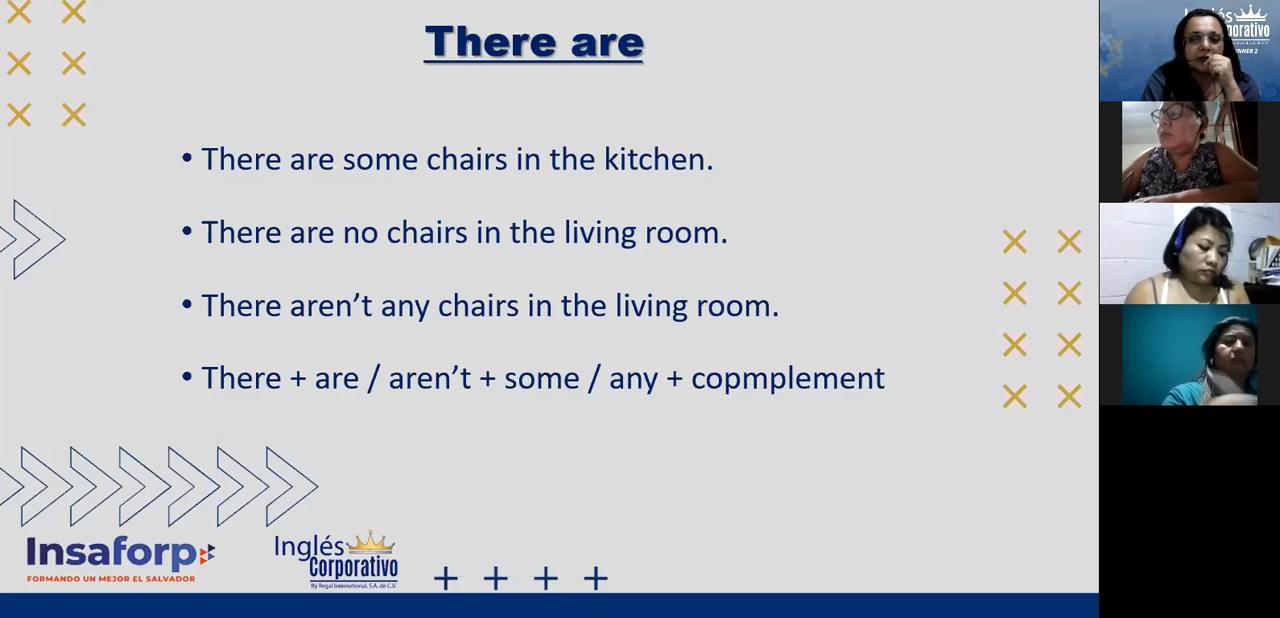 There are
• There are some chairs in the kitchen.
• There are no chairs in the living room.
• There aren’t any chairs in the living room.
• There + are / aren’t + some / any + copmplement
Insaforp
FORMANDO UN MEJOR EL SALVADOR
Inglés
Corporativo
By Regal International, S.A. de C.V.